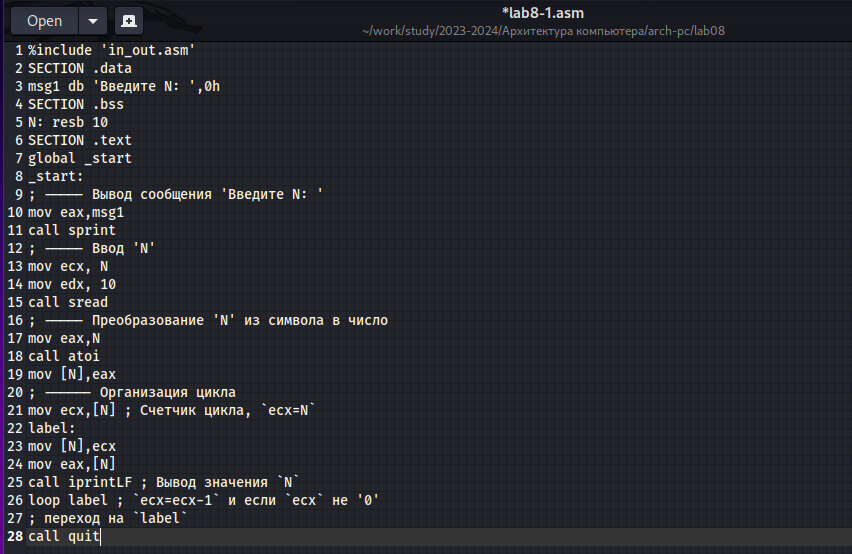 Open
*lab8-1.asm
~/work/study/2023-2024/Архитектура компьютера/arch-pc/lab08
1 %include 'in_out.asm'
2 SECTION .data
3 msg1 db 'Введите N: ',0h
4 SECTION .bss
5 N: resb 10
6 SECTION .text
7 global _start
8 _start:
9 ; ----- Вывод сообщения 'Введите N: '
10 mov eax,msg1
11 call sprint
12 ; ----- Ввод 'N'
13 mov ecx, N
14 mov edx, 10
15 call sread
16 ; ----- Преобразование 'N' из символа в число
17 mov eax,N
18 call atoi
19 mov [N],eax
20 ; ------ Организация цикла
21 mov ecx,[N] ; Счетчик цикла, `ecx=N`
22 label:
23 mov [N],ecx
24 mov eax,[N]
25 call iprintLF ; Вывод значения `N`
26 loop label ; `ecx=ecx-1` и если `ecx` не '0'
27 ; переход на `label`
28 call quit